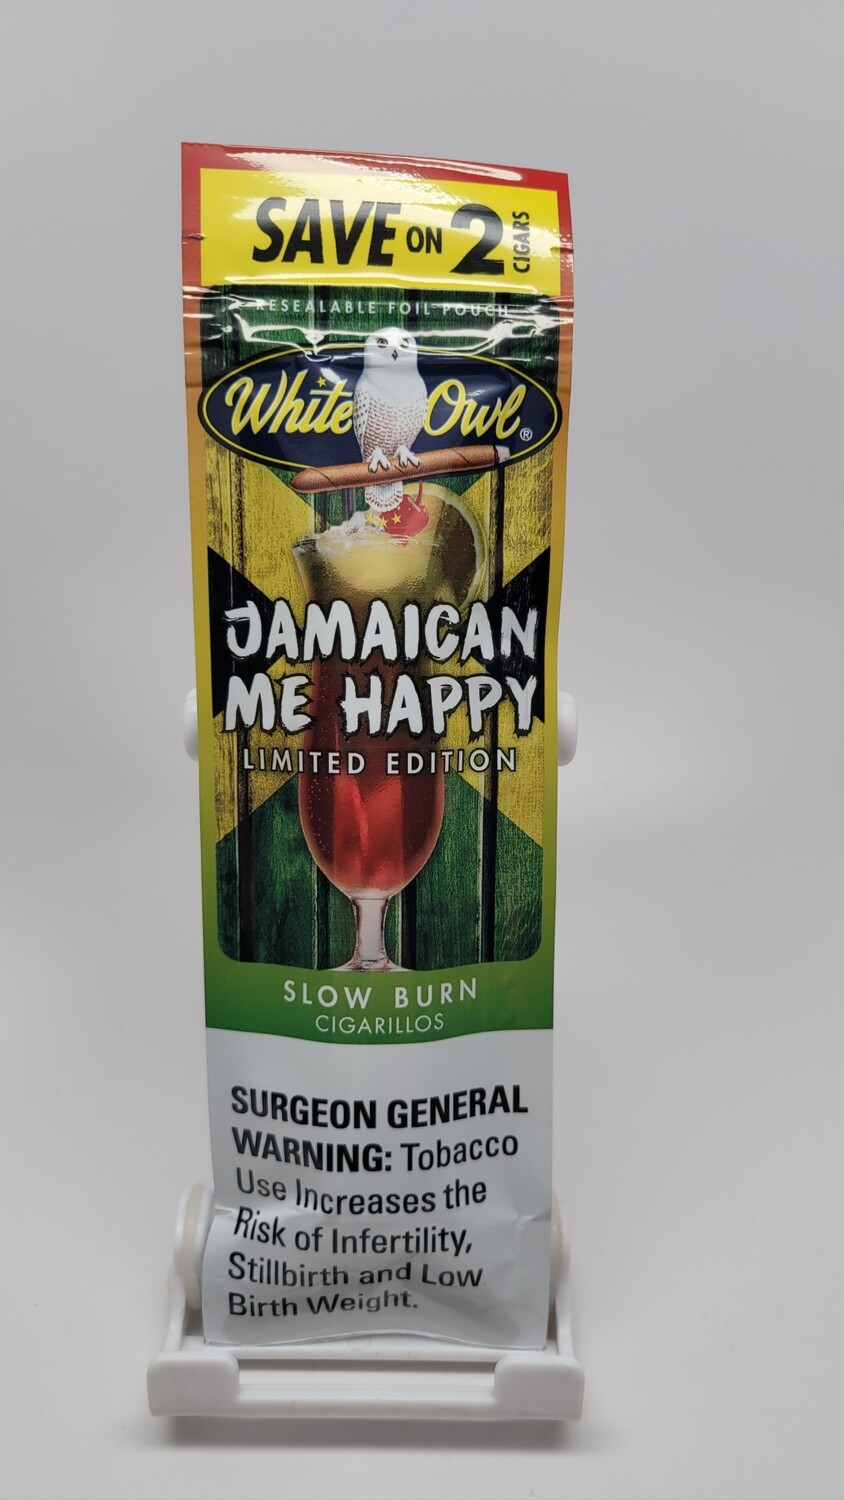 SAVE ON 2 CIGARS
RESEALABLE FOIL POUCH
White Owl®
JAMAICAN
ME HAPPY
LIMITED EDITION
SLOW BURN
CIGARILLOS
SURGEON GENERAL
WARNING: Tobacco
Use Increases the
Risk of Infertility,
Stillbirth and Low
Birth Weight.